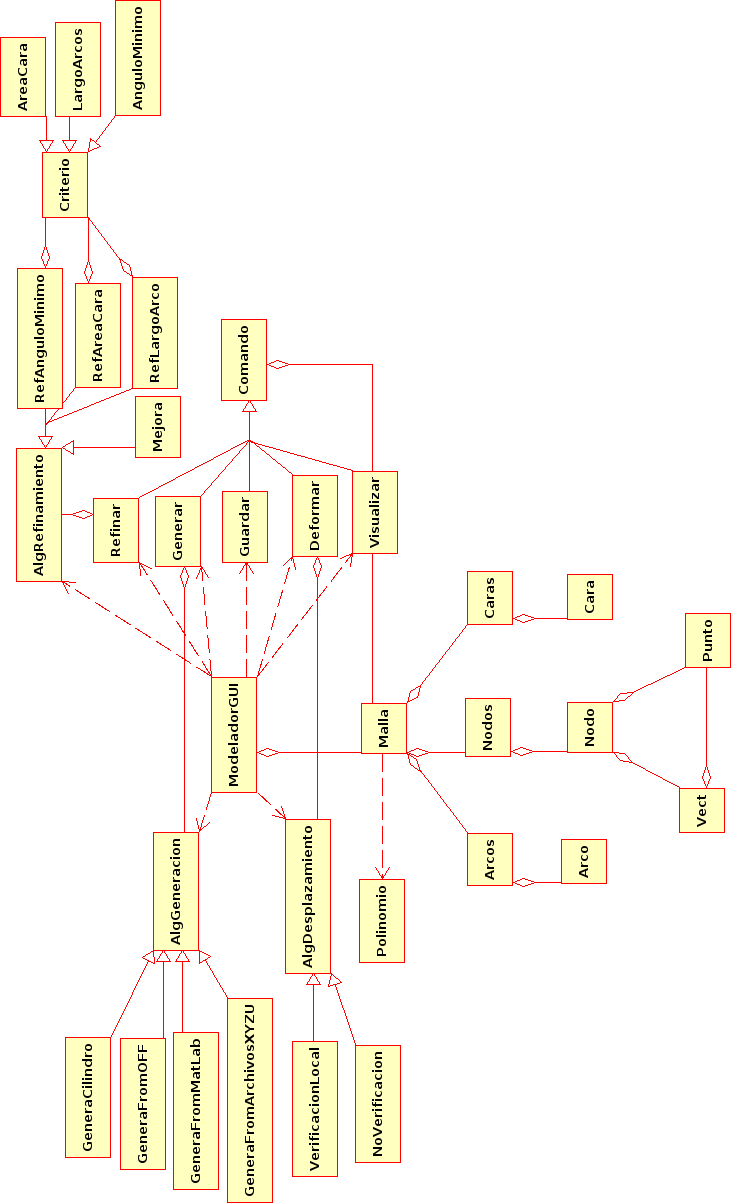 AreaCara
LargoArcos
AnguloMinimo
Criterio
RefAnguloMinimo
RefAreaCara
RefLargoArco
Comando
Mejora
AlgRefinamiento
Refinar
Generar
Guardar
Deformar
Visualizar
Caras
Cara
Punto
ModeladorGUI
Malla
Nodos
Nodo
Vect
AlgGeneracion
AlgDesplazamiento
Polinomio
Arcos
Arco
GeneraCilindro
GeneraFromOFF
GeneraFromMatLab
GeneraFromArchivosXYZU
VerificacionLocal
NoVerificacion